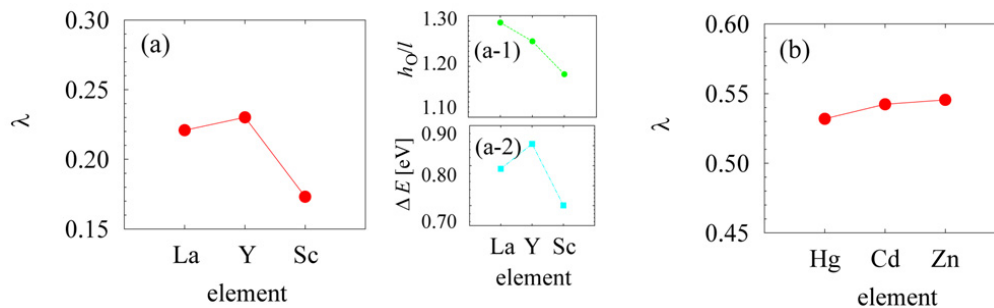 (a)
0.30
0.25
0.20
0.15
λ
La Y Sc
element
(a-1)
1.30
1.20
1.10
h_O/l
(a-2)
0.90
0.80
0.70
ΔE [eV]
La Y Sc
element
(b)
0.60
0.55
0.50
0.45
λ
Hg Cd Zn
element